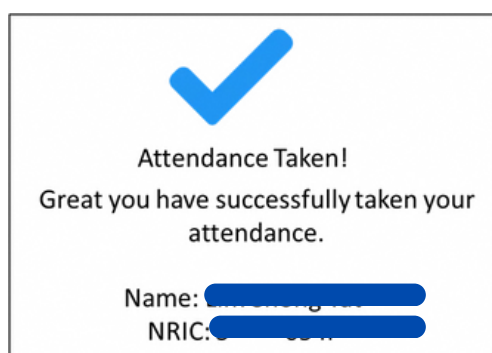 Attendance Taken!
Great you have successfully taken your
attendance.
Name:
NRIC: